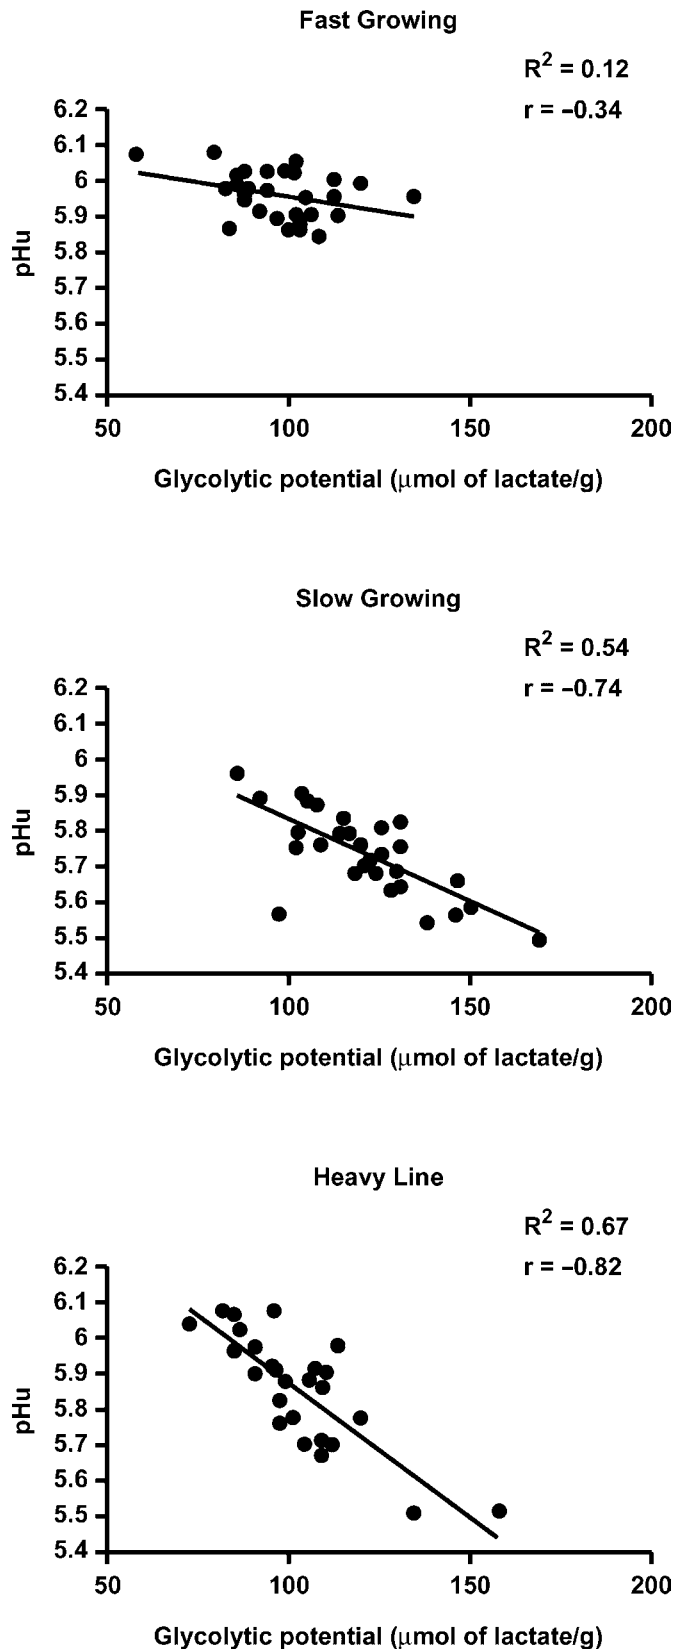 Fast Growing
R² = 0.12
r = –0.34
6.2
6.1
6
5.9
5.8
5.7
5.6
5.5
5.4
pHu
50 100 150 200
Glycolytic potential (μmol of lactate/g)
Slow Growing
R² = 0.54
r = –0.74
6.2
6.1
6
5.9
5.8
5.7
5.6
5.5
5.4
pHu
50 100 150 200
Glycolytic potential (μmol of lactate/g)
Heavy Line
R² = 0.67
r = –0.82
6.2
6.1
6
5.9
5.8
5.7
5.6
5.5
5.4
pHu
50 100 150 200
Glycolytic potential (μmol of lactate/g)